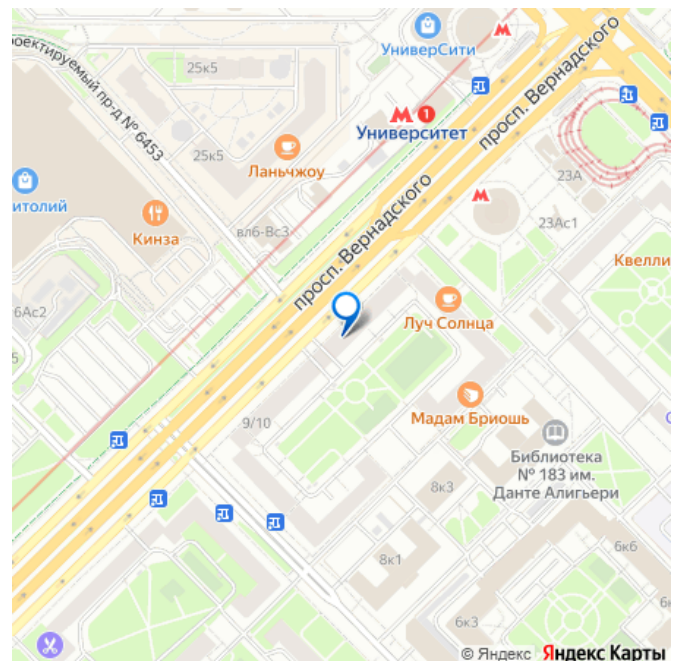 УниверСити
оектируемый пр-д № 6453
25к5
1
Университет
просп. Вернадского
25к5
Ланьчжоу
итолий
Кинза
вл6-Вс3
просп. Вернадского
23А
23Ас1
Квелли
6Ас2
5
Луч Солнца
Мадам Бриошь
9/10
Библиотека
№ 183 им.
Данте Алигьери
8к3
8к1
6к6
6к3
© Яндекс Яндекс Карты